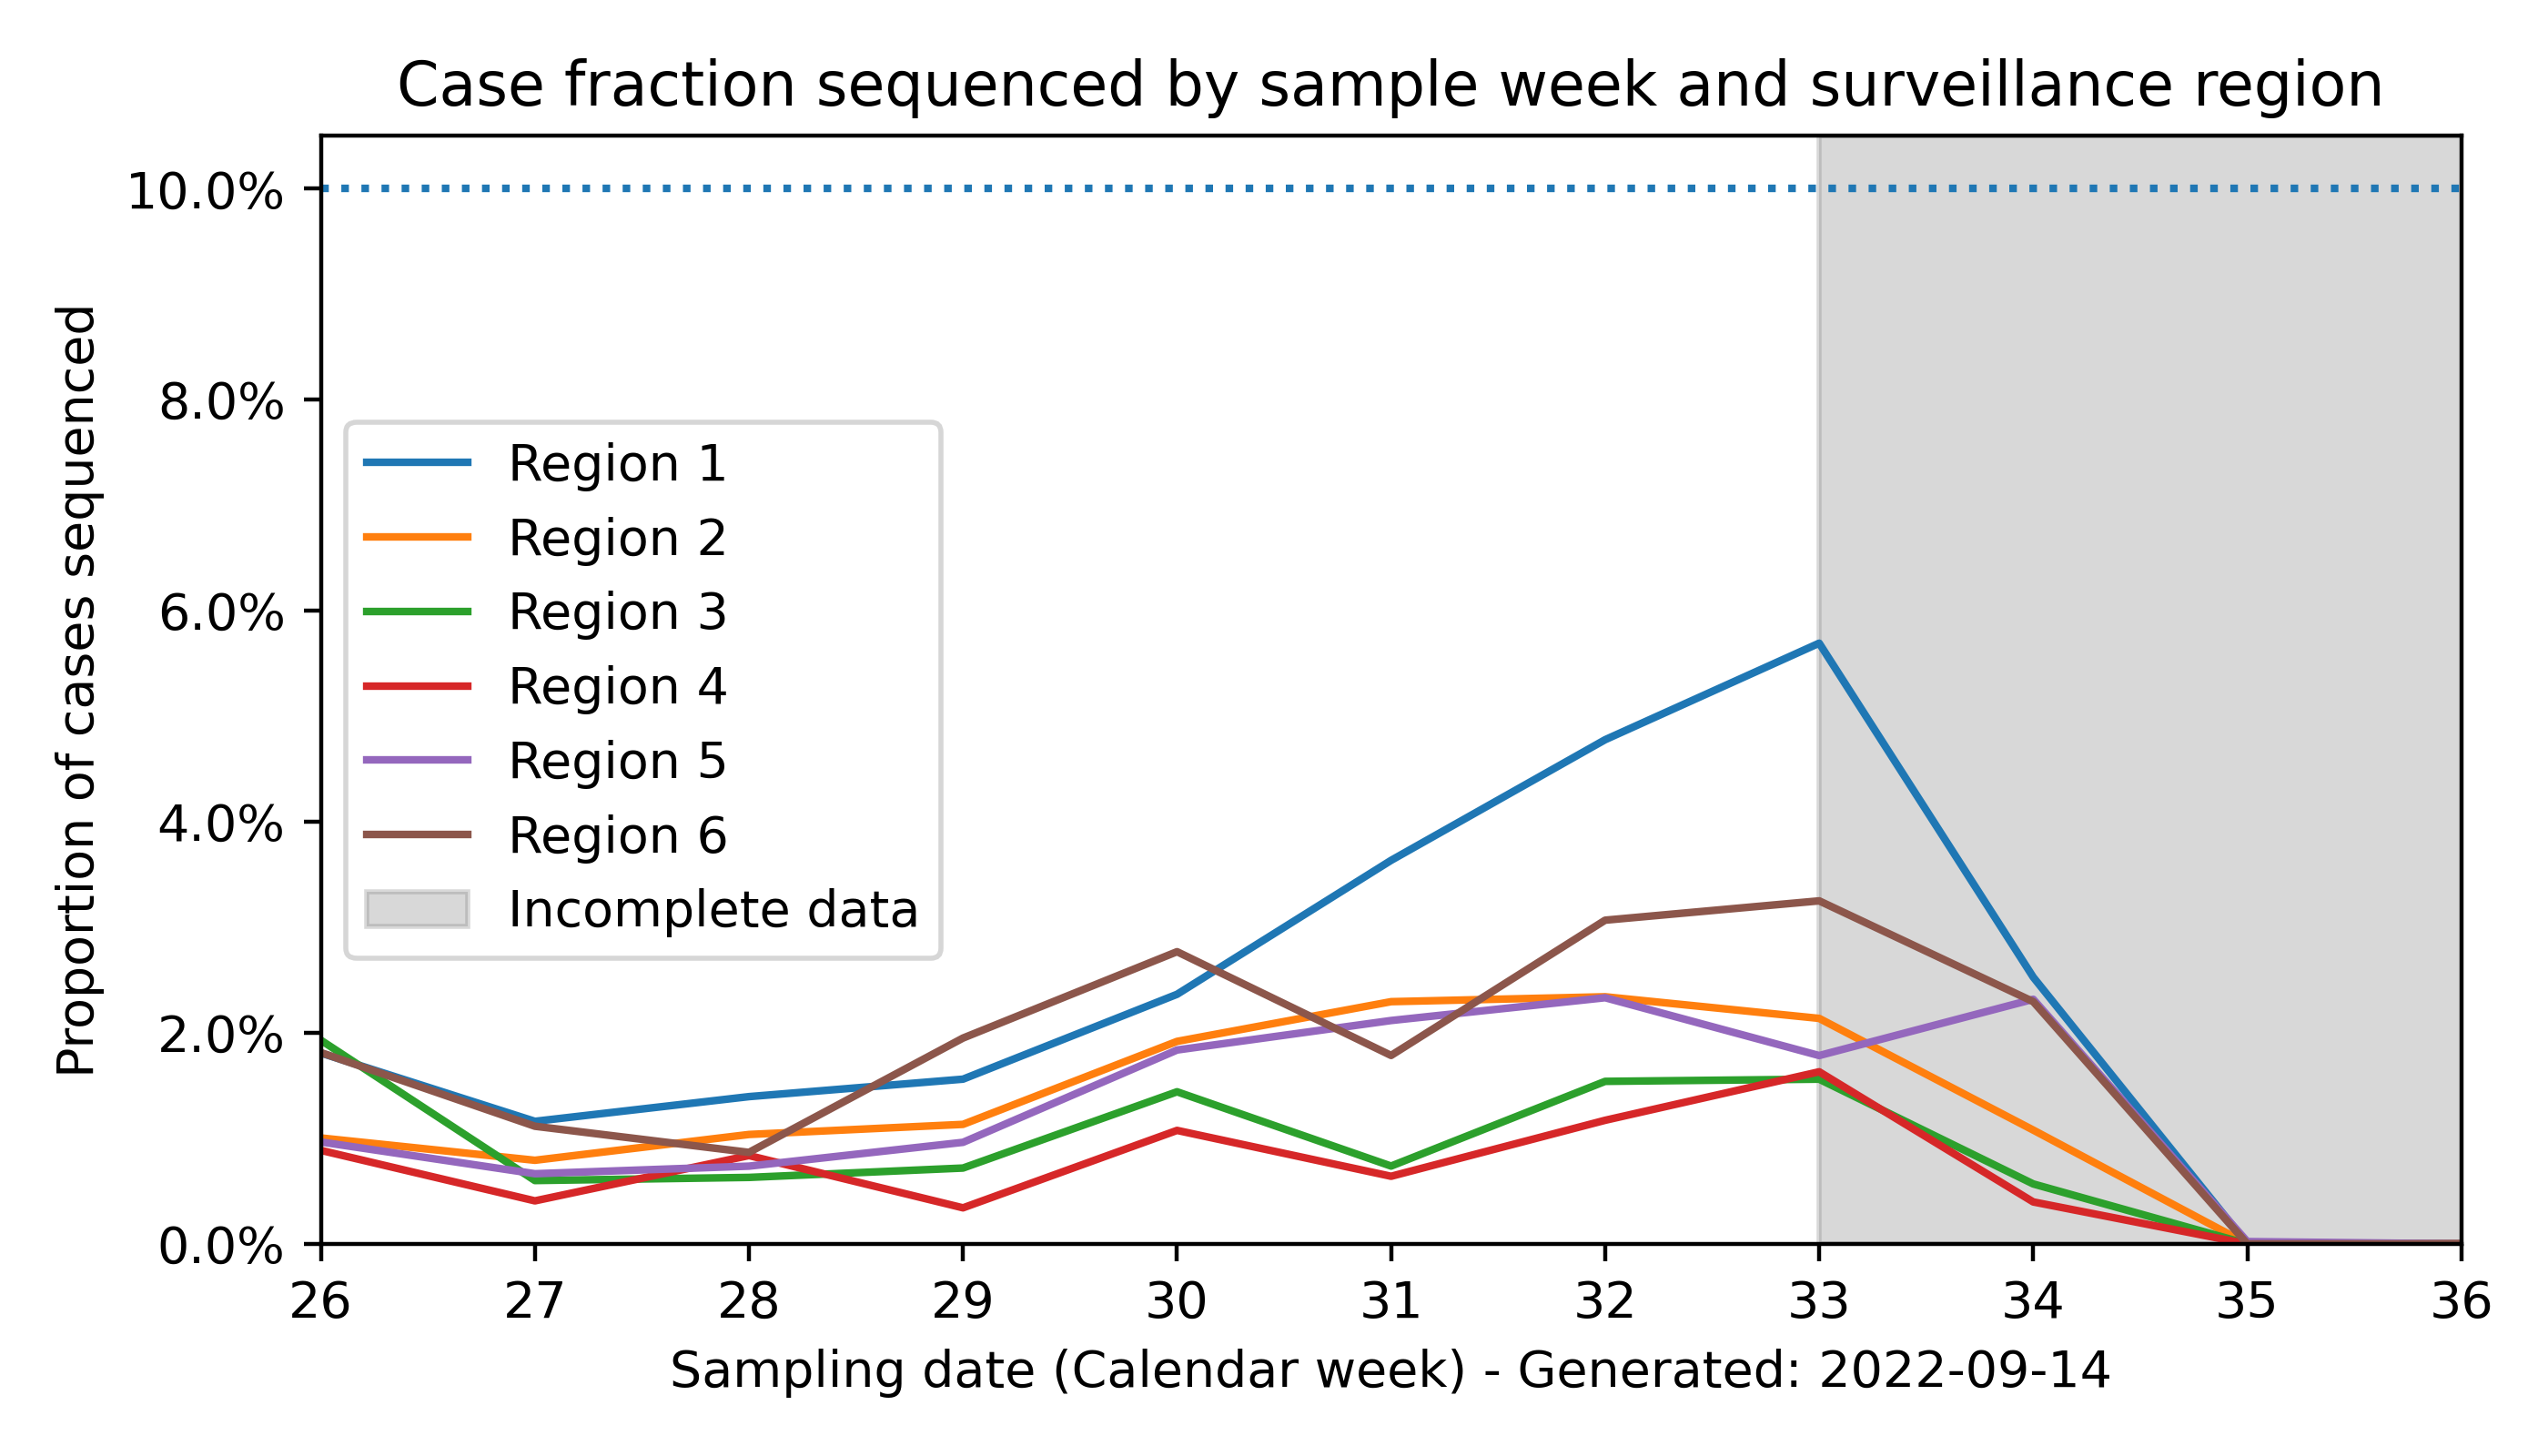 Case fraction sequenced by sample week and surveillance region
Proportion of cases sequenced
10.0%
8.0%
6.0%
4.0%
2.0%
0.0%
Region 1
Region 2
Region 3
Region 4
Region 5
Region 6
Incomplete data
26 27 28 29 30 31 32 33 34 35 36
Sampling date (Calendar week) - Generated: 2022-09-14